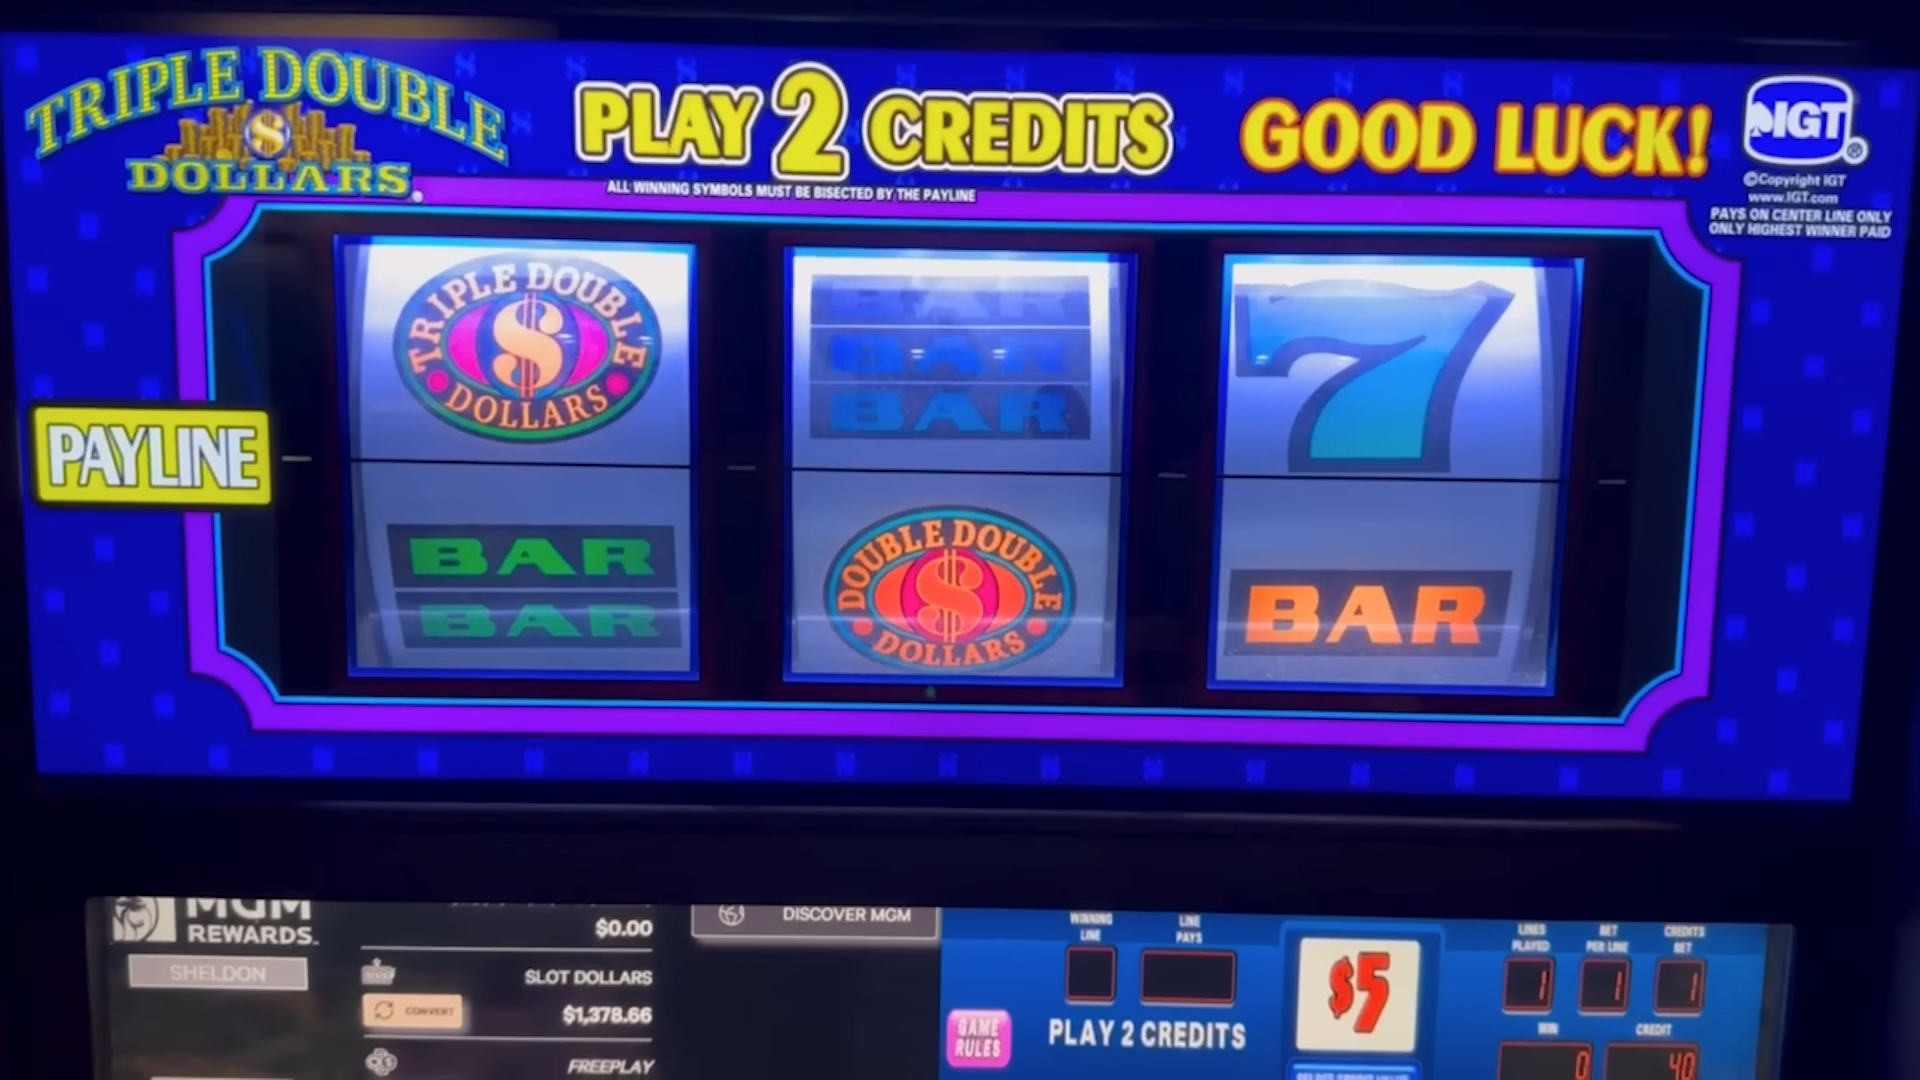 TRIPLE DOUBLE
DOLLARS
PLAY 2 CREDITS
GOOD LUCK!
IGT
®
ALL WINNING SYMBOLS MUST BE BISECTED BY THE PAYLINE
©Copyright IGT
www.IGT.com
PAYS ON CENTER LINE ONLY
ONLY HIGHEST WINNER PAID
TRIPLE DOUBLE
$
DOLLARS
BAR
BAR
BAR
7
PAYLINE
BAR
BAR
DOUBLE DOUBLE
$
DOLLARS
BAR
MGM
REWARDS
SHELDON
$0.00
SLOT DOLLARS
CONVERT
$1,378.66
FREEPLAY
DISCOVER MGM
WINNING
LINE
LINE
PAYS
GAME
RULES
PLAY 2 CREDITS
$5
LINES
PLAYED
BET
PER LINE
CREDITS
BET
1
1
1
WIN
CREDIT
0
40